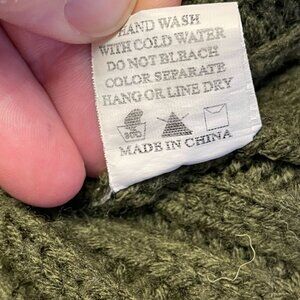 HAND WASH
WITH COLD WATER
DO NOT BLEACH
COLOR SEPARATE
HANG OR LINE DRY
MADE IN CHINA